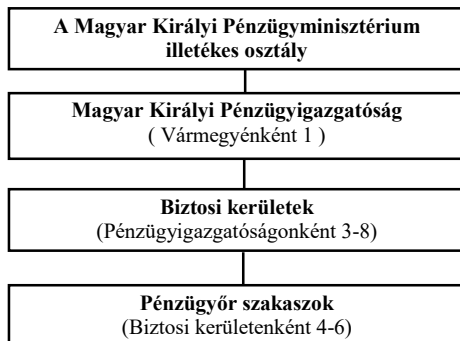 A Magyar Királyi Pénzügyminisztérium
illetékes osztály
Magyar Királyi Pénzügyigazgatóság
( Vármegyénként 1 )
Biztosi kerületek
(Pénzügyigazgatóságonként 3-8)
Pénzügyőr szakaszok
(Biztosi kerületenként 4-6)